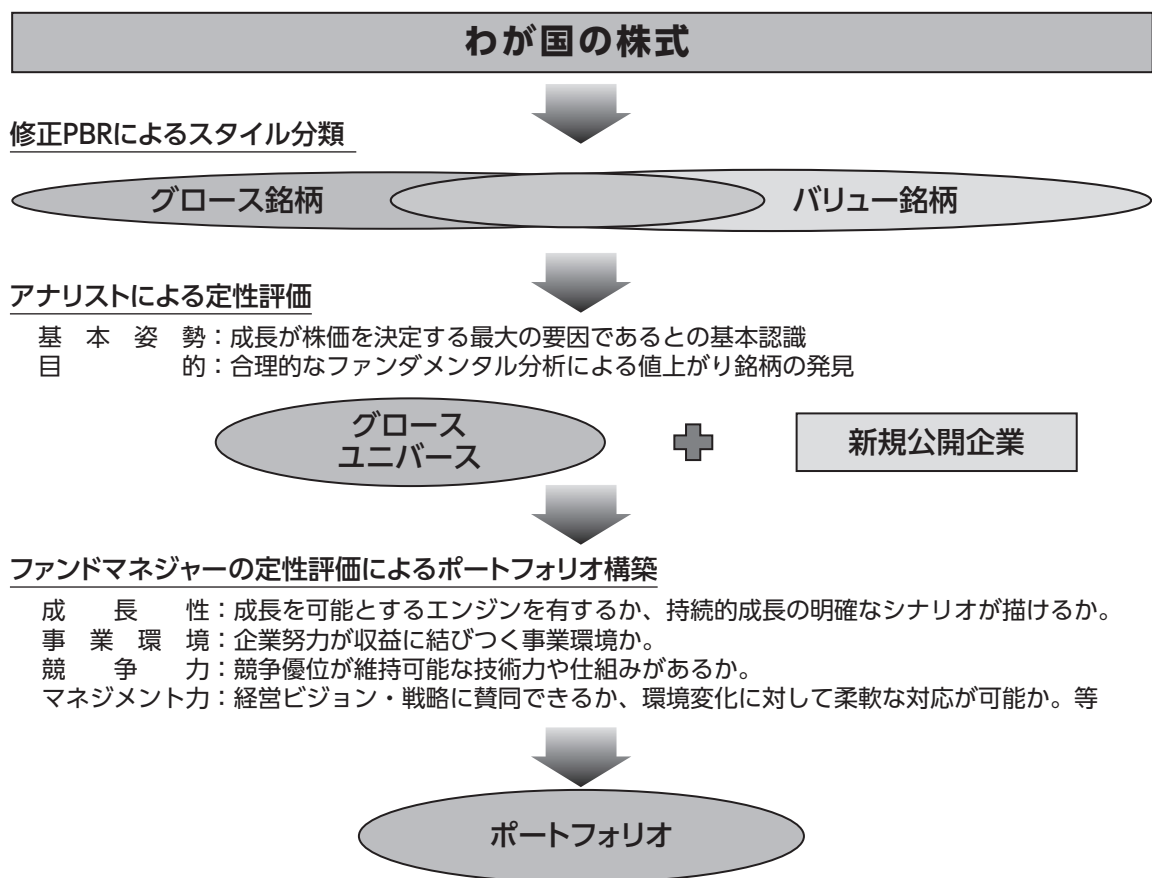 わが国の株式
修正PBRによるスタイル分類
グロース銘柄
バリュー銘柄
アナリストによる定性評価
基本姿勢：成長が株価を決定する最大の要因であるとの基本認識
目的：合理的なファンダメンタル分析による値上がり銘柄の発見
グロース
ユニバース
新規公開企業
ファンドマネジャーの定性評価によるポートフォリオ構築
成長性：成長を可能とするエンジンを有するか、持続的成長の明確なシナリオが描けるか。
事業環境：企業努力が収益に結びつく事業環境か。
競争力：競争優位が維持可能な技術力や仕組みがあるか。
マネジメント力：経営ビジョン・戦略に賛同できるか、環境変化に対して柔軟な対応が可能か。等
ポートフォリオ